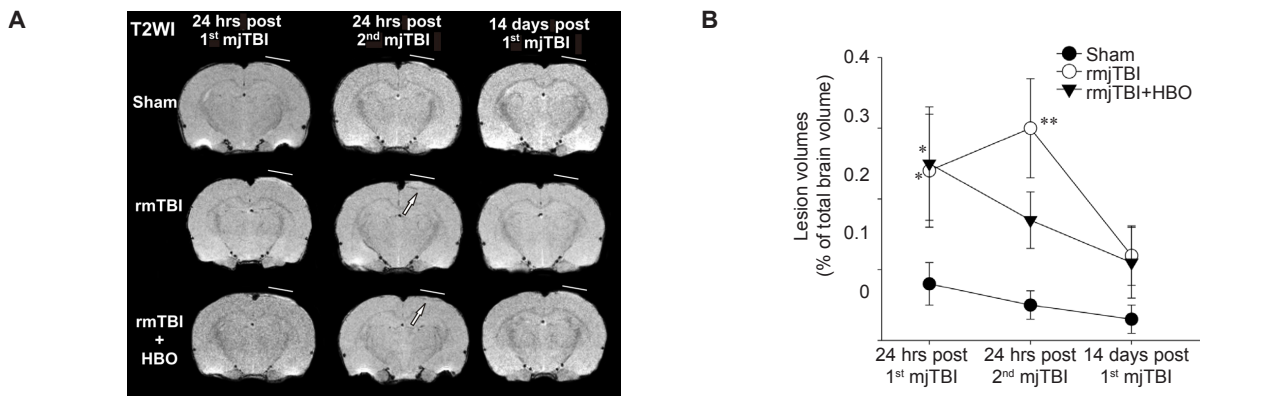 A
T2WI
24 hrs post
1st mjTBI
24 hrs post
2nd mjTBI
14 days post
1st mjTBI
Sham
rmTBI
rmTBI
+
HBO
B
Sham
rmjTBI
rmjTBI+HBO
Lesion volumes
(% of total brain volume)
0.4
0.3
0.2
0.1
0
*
*
**
24 hrs post
1st mjTBI
24 hrs post
2nd mjTBI
14 days post
1st mjTBI